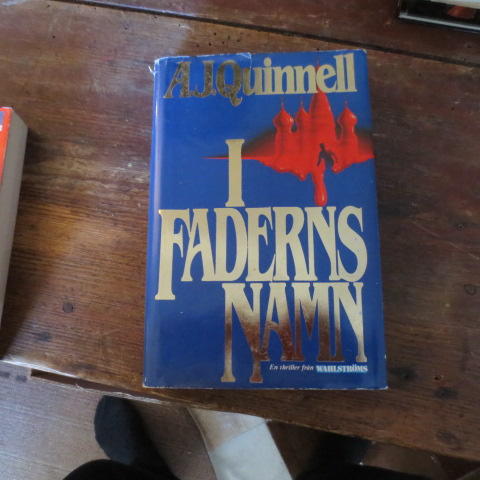 A.J. Quinnell
I
FADERNS
NAMN
En thriller från WAHLSTRÖMS